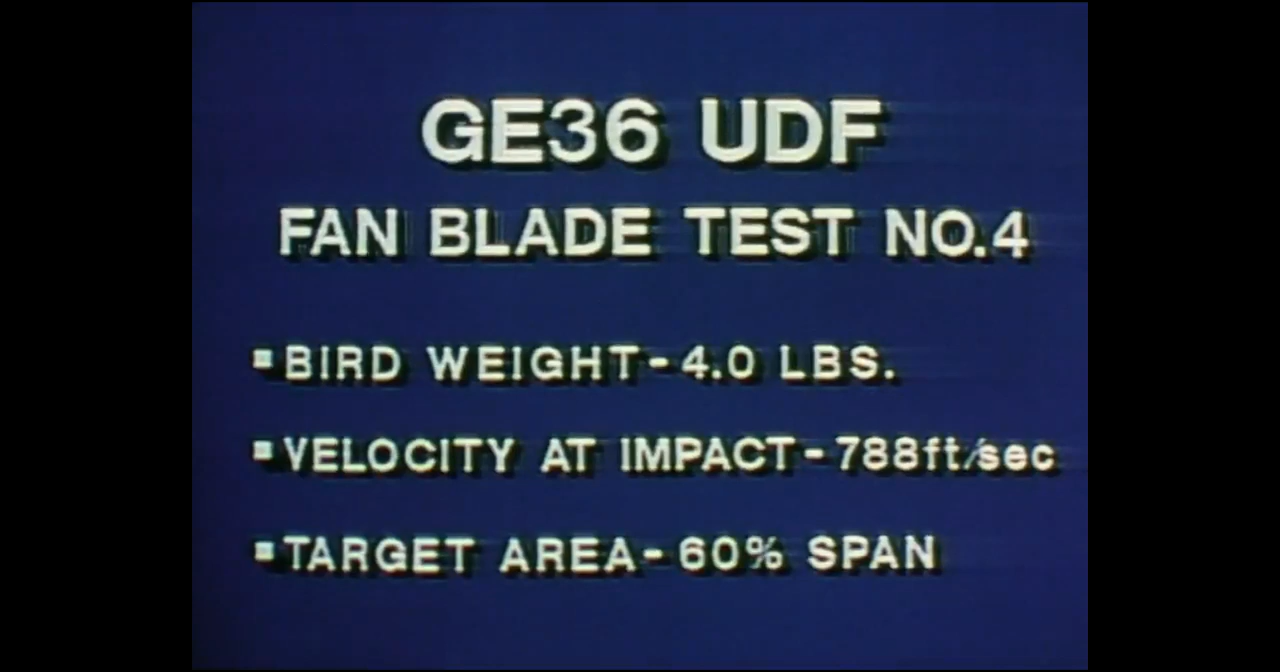 GE36 UDF
FAN BLADE TEST NO.4
▪BIRD WEIGHT-4.0 LBS.
▪VELOCITY AT IMPACT-788ft/sec
▪TARGET AREA-60% SPAN